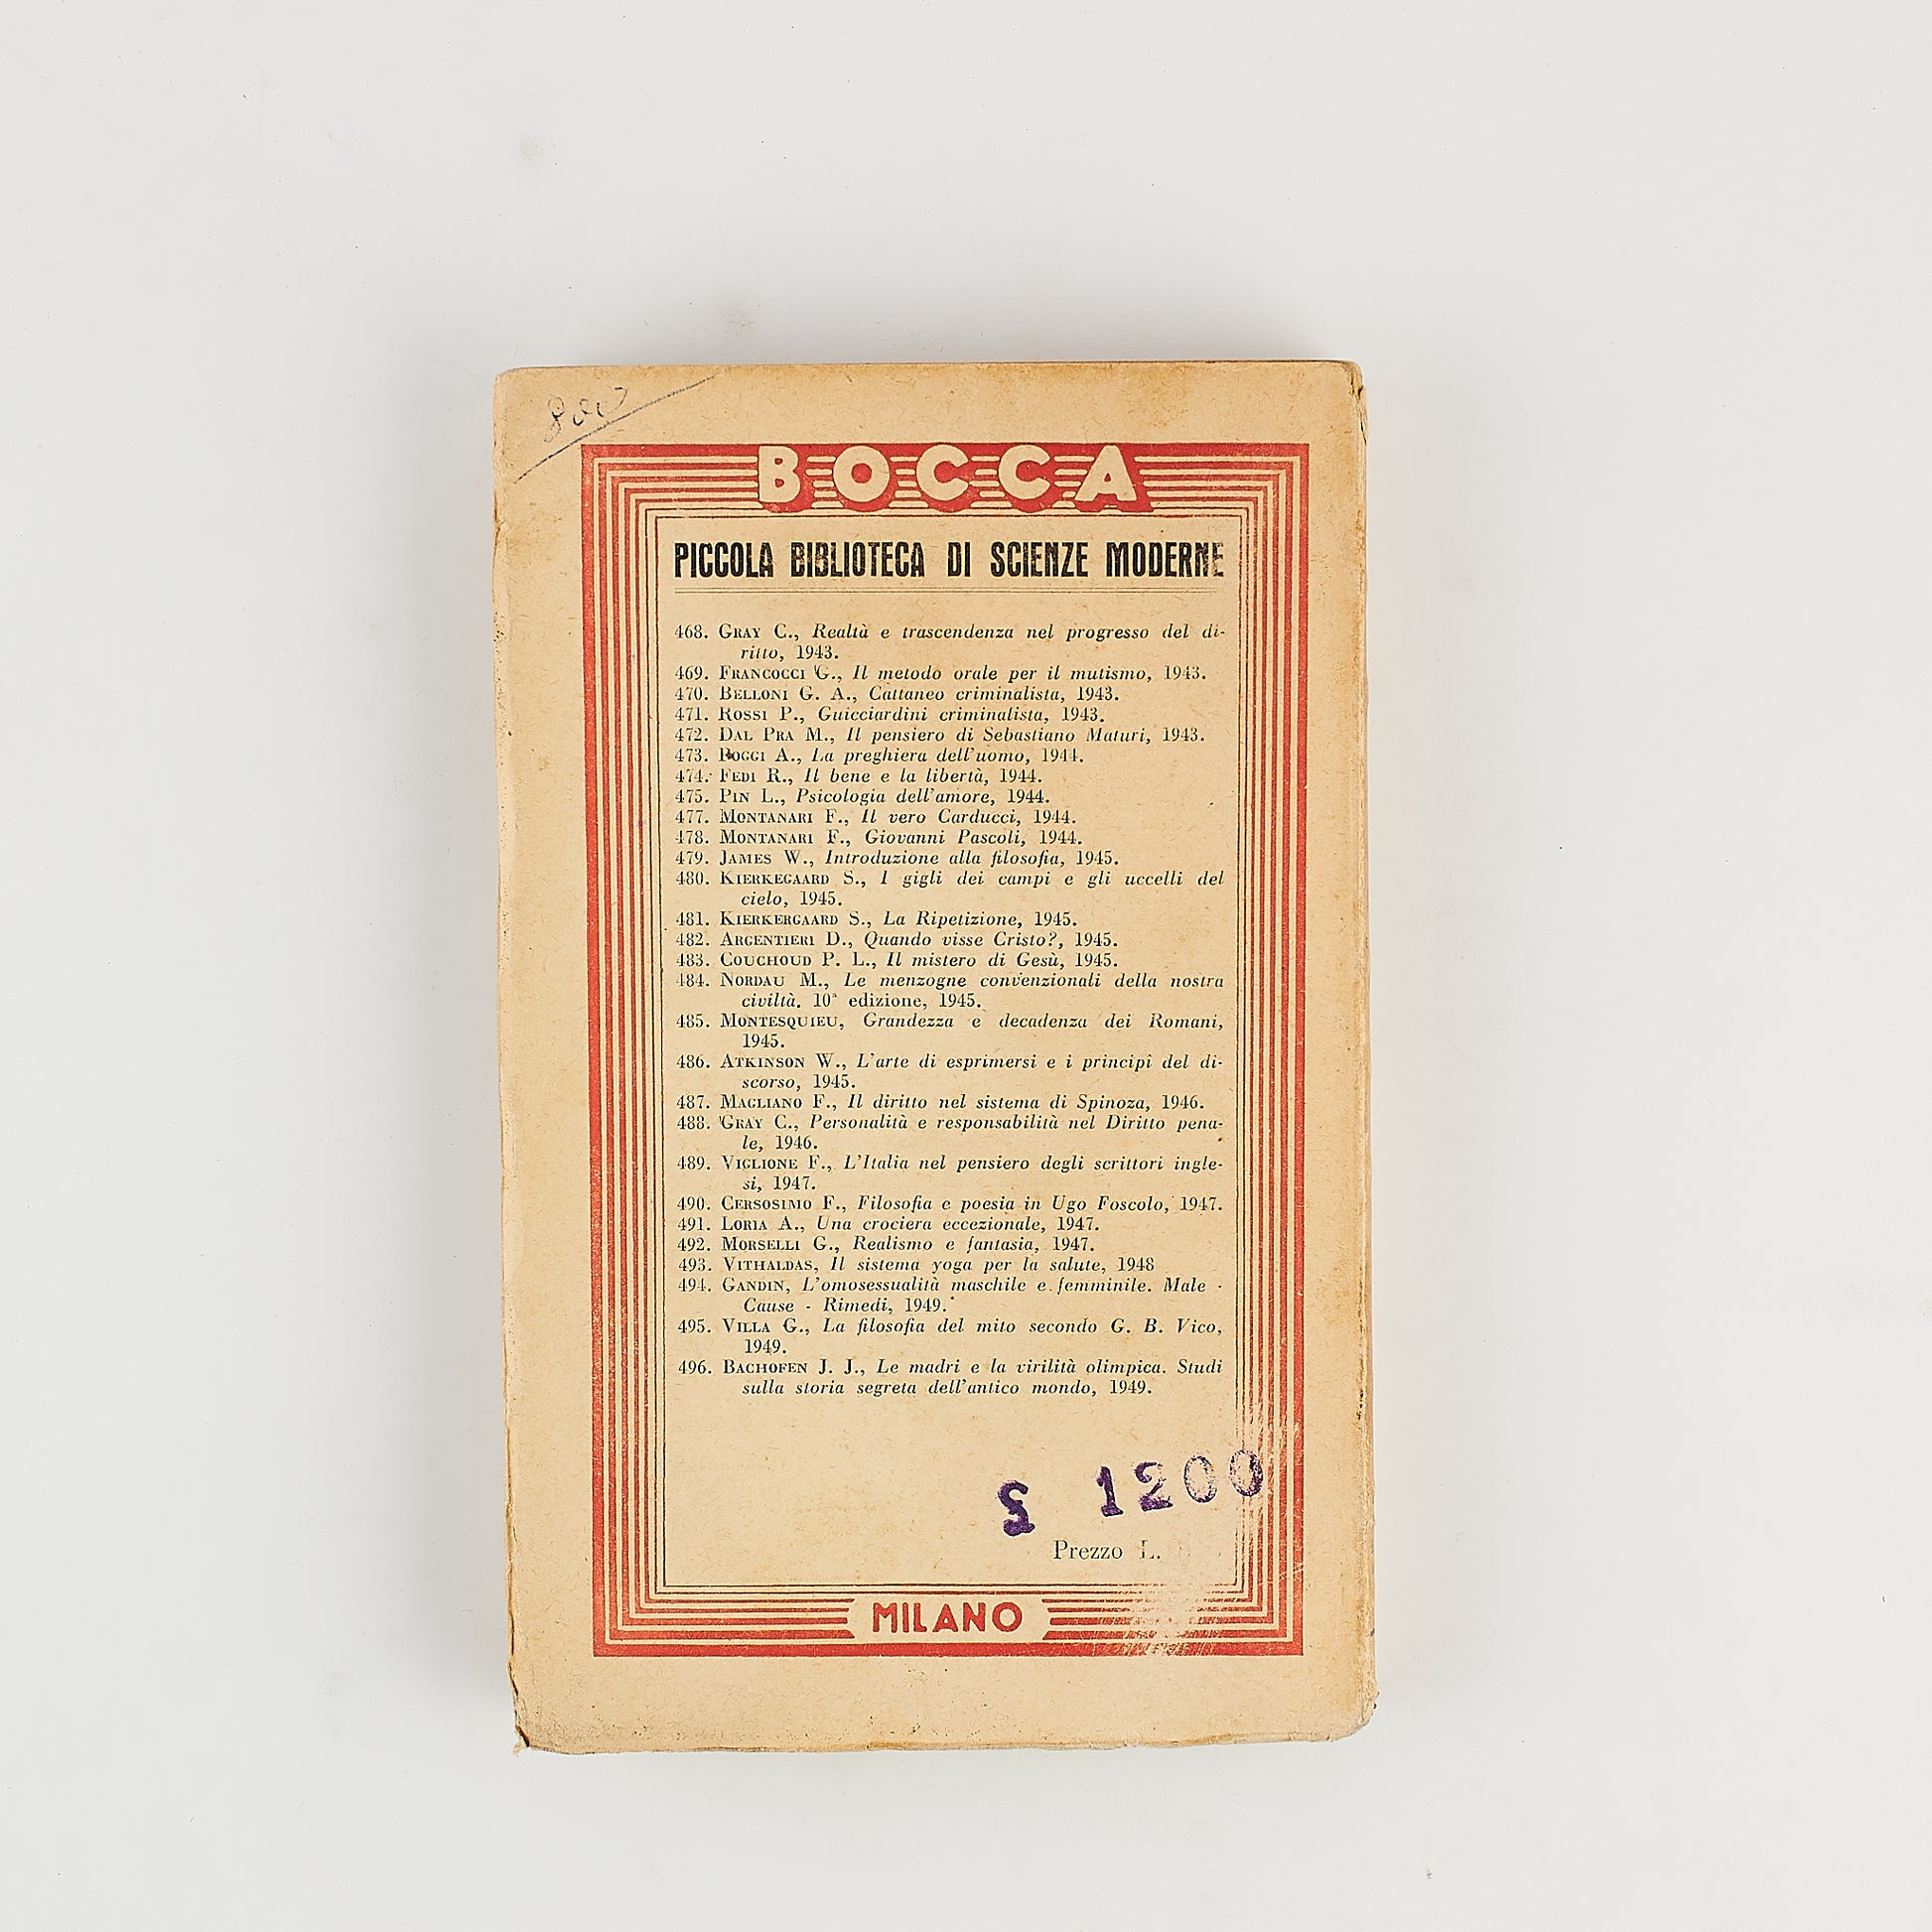 800
BOCCA
PICCOLA BIBLIOTECA DI SCIENZE MODERNE
468. GRAY C., Realtà e trascendenza nel progresso del di-
ritto, 1943.
469. FRANCOCCI G., Il metodo orale per il mutismo, 1943.
470. BELLONI G. A., Cattaneo criminalista, 1943.
471. ROSSI P., Guicciardini criminalista, 1943.
472. DAL PRA M., Il pensiero di Sebastiano Maturi, 1943.
473. POGGI A., La preghiera dell'uomo, 1944.
474. FEDI R., Il bene e la libertà, 1944.
475. PIN L., Psicologia dell'amore, 1944.
477. MONTANARI F., Il vero Carducci, 1944.
478. MONTANARI F., Giovanni Pascoli, 1944.
479. JAMES W., Introduzione alla filosofia, 1945.
480. KIERKEGAARD S., I gigli dei campi e gli uccelli del
cielo, 1945.
481. KIERKERGAARD S., La Ripetizione, 1945.
482. ARGENTIERI D., Quando visse Cristo?, 1945.
483. COUCHOUD P. L., Il mistero di Gesù, 1945.
484. NORDAU M., Le menzogne convenzionali della nostra
civiltà. 10ª edizione, 1945.
485. MONTESQUIEU, Grandezza e decadenza dei Romani,
1945.
486. ATKINSON W., L'arte di esprimersi e i principî del di-
scorso, 1945.
487. MAGLIANO F., Il diritto nel sistema di Spinoza, 1946.
488. GRAY C., Personalità e responsabilità nel Diritto pena-
le, 1946.
489. VIGLIONE F., L'Italia nel pensiero degli scrittori ingle-
si, 1947.
490. CERSOSIMO F., Filosofia e poesia in Ugo Foscolo, 1947.
491. LORIA A., Una crociera eccezionale, 1947.
492. MORSELLI G., Realismo e fantasia, 1947.
493. VITHALDAS, Il sistema yoga per la salute, 1948
494. GANDIN, L'omosessualità maschile e femminile. Male -
Cause - Rimedi, 1949.
495. VILLA G., La filosofia del mito secondo G. B. Vico,
1949.
496. BACHOFEN J. J., Le madri e la virilità olimpica. Studi
sulla storia segreta dell'antico mondo, 1949.
S 1200
Prezzo L.
MILANO